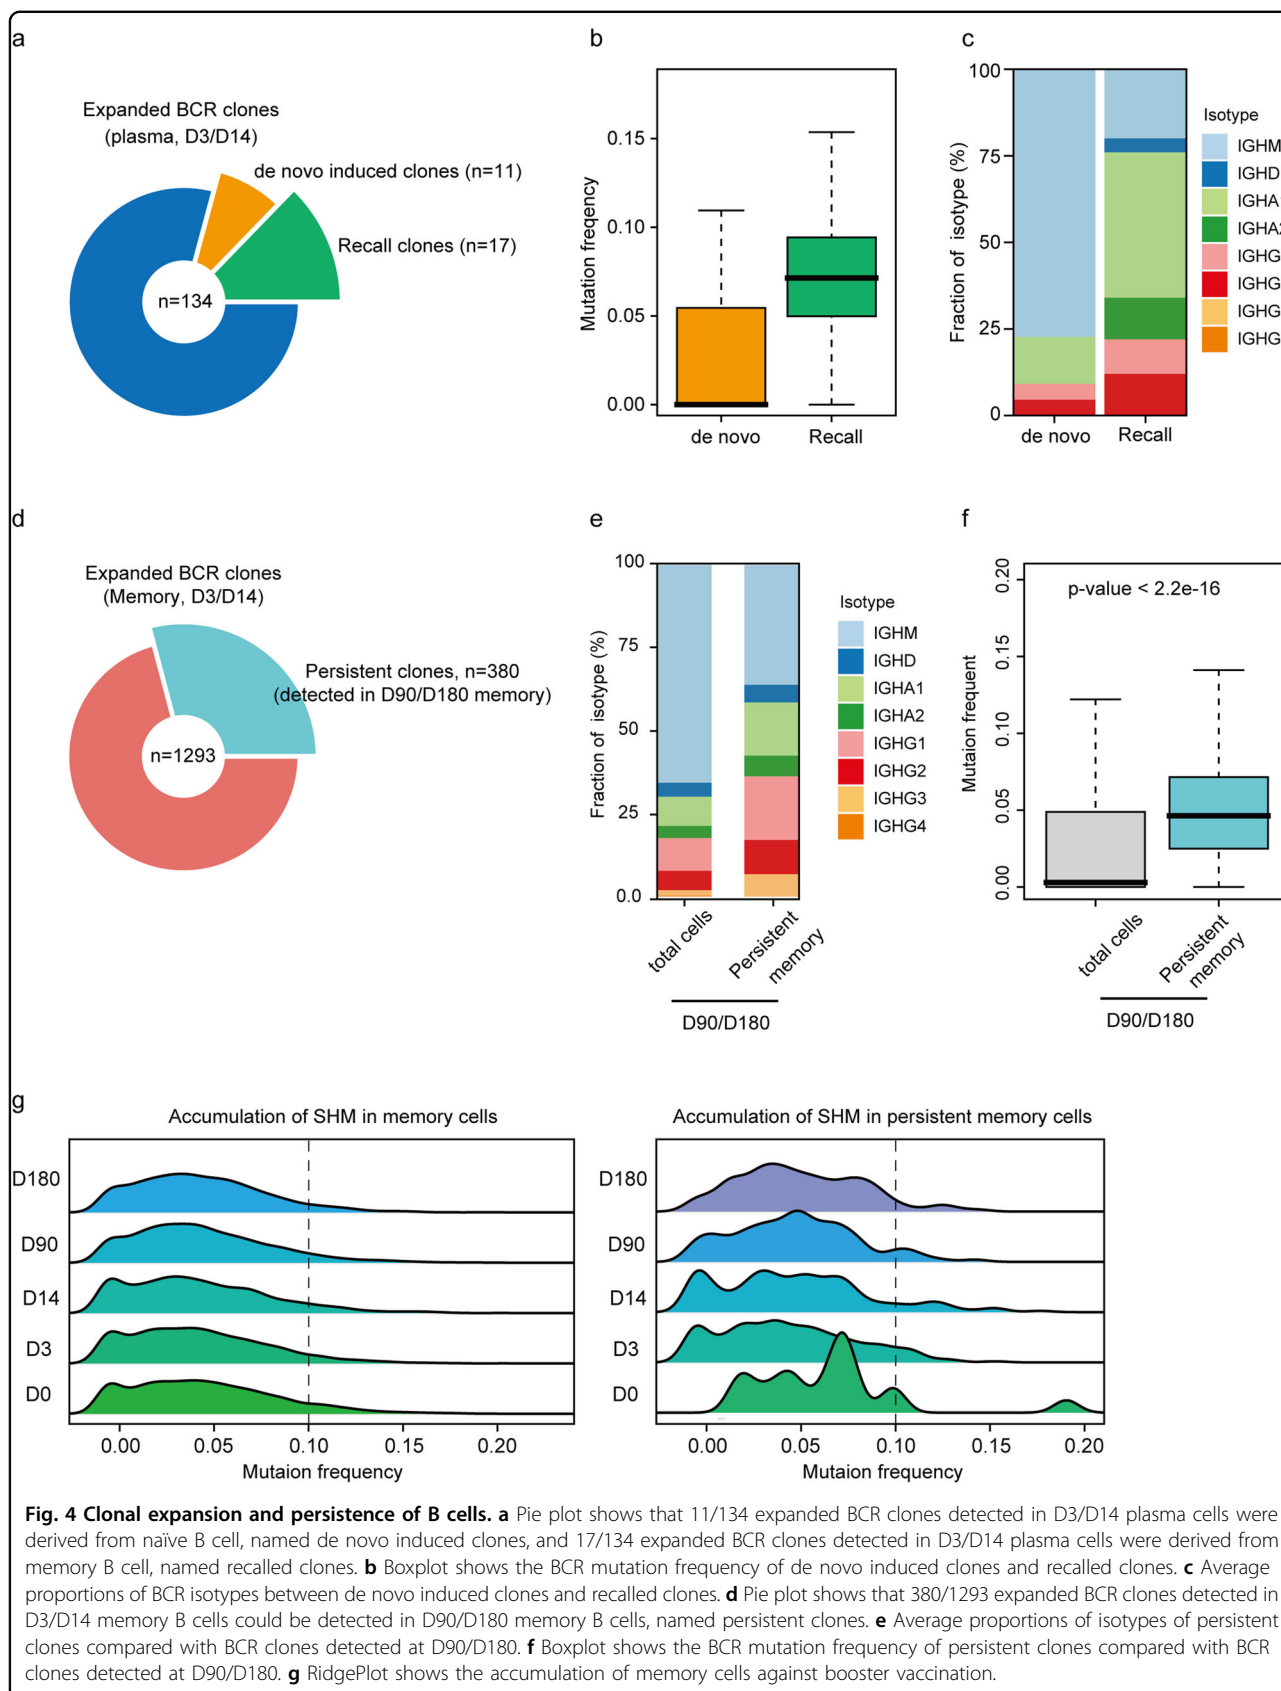 a
Expanded BCR clones
(plasma, D3/D14)
de novo induced clones (n=11)
Recall clones (n=17)
n=134
b
Mutation freqency
0.15
0.10
0.05
0.00
de novo
Recall
c
Fraction of isotype (%)
100
75
50
25
0
de novo
Recall
Isotype
IGHM
IGHD
IGHA1
IGHA2
IGHG
IGHG
IGHG
IGHG
d
Expanded BCR clones
(Memory, D3/D14)
Persistent clones, n=380
(detected in D90/D180 memory)
n=1293
e
Fraction of isotype (%)
100
75
50
25
0.0
total cells
Persistent
memory
D90/D180
Isotype
IGHM
IGHD
IGHA1
IGHA2
IGHG1
IGHG2
IGHG3
IGHG4
f
Mutaion frequent
0.20
0.15
0.10
0.05
0.00
p-value < 2.2e-16
total cells
Persistent
memory
D90/D180
g
Accumulation of SHM in memory cells
D180
D90
D14
D3
D0
0.00 0.05 0.10 0.15 0.20
Mutaion frequency
Accumulation of SHM in persistent memory cells
D180
D90
D14
D3
D0
0.00 0.05 0.10 0.15 0.20
Mutaion frequency
Fig. 4 Clonal expansion and persistence of B cells. a Pie plot shows that 11/134 expanded BCR clones detected in D3/D14 plasma cells were
derived from naïve B cell, named de novo induced clones, and 17/134 expanded BCR clones detected in D3/D14 plasma cells were derived from
memory B cell, named recalled clones. b Boxplot shows the BCR mutation frequency of de novo induced clones and recalled clones. c Average
proportions of BCR isotypes between de novo induced clones and recalled clones. d Pie plot shows that 380/1293 expanded BCR clones detected in
D3/D14 memory B cells could be detected in D90/D180 memory B cells, named persistent clones. e Average proportions of isotypes of persistent
clones compared with BCR clones detected at D90/D180. f Boxplot shows the BCR mutation frequency of persistent clones compared with BCR
clones detected at D90/D180. g RidgePlot shows the accumulation of memory cells against booster vaccination.